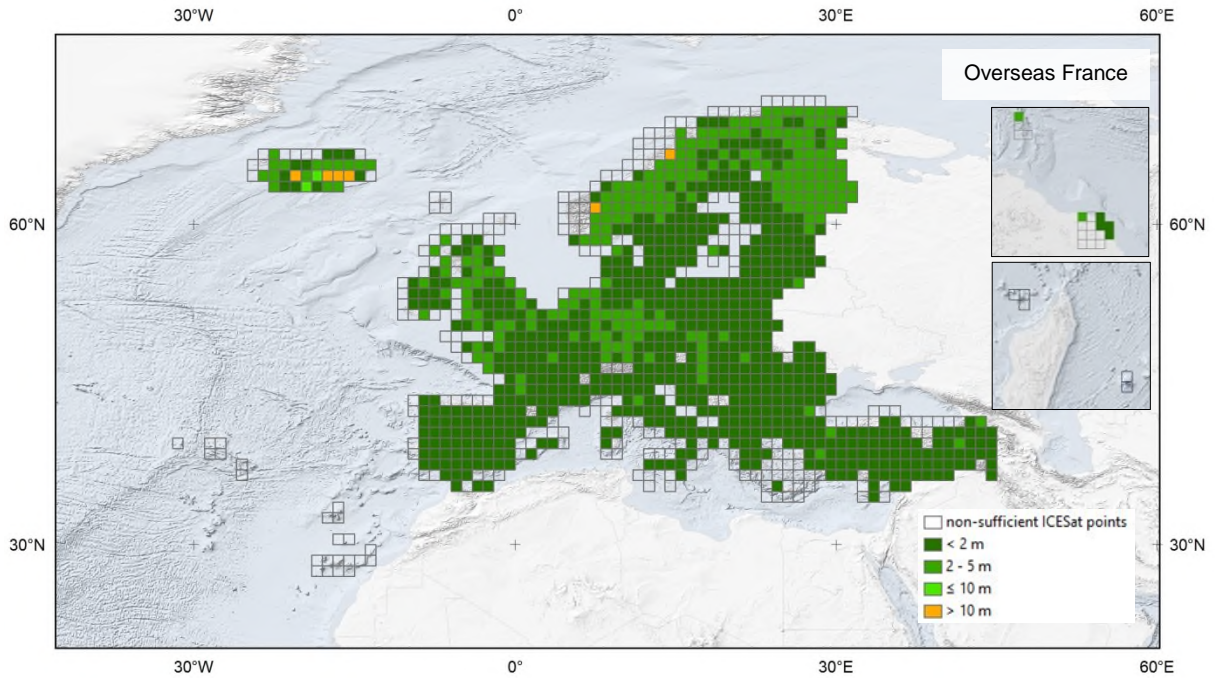 30°W 0° 30°E 60°E
Overseas France
60°N 60°N
30°N 30°N
non-sufficient ICESat points
< 2 m
2 - 5 m
≤ 10 m
> 10 m
30°W 0° 30°E 60°E